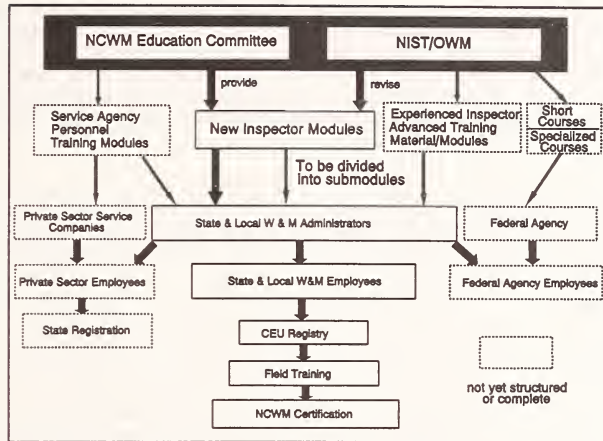 NCWM Education Committee
NIST/OWM
provide
revise
Service Agency
Personnel
Training Modules
New Inspector Modules
Experienced Inspector
Advanced Training
Material/Modules
Short
Courses
Specialized
Courses
To be divided
into submodules
Private Sector Service
Companies
State & Local W & M Administrators
Federal Agency
Private Sector Employees
State & Local W&M Employees
Federal Agency Employees
State Registration
CEU Registry
Field Training
NCWM Certification
not yet structured
or complete